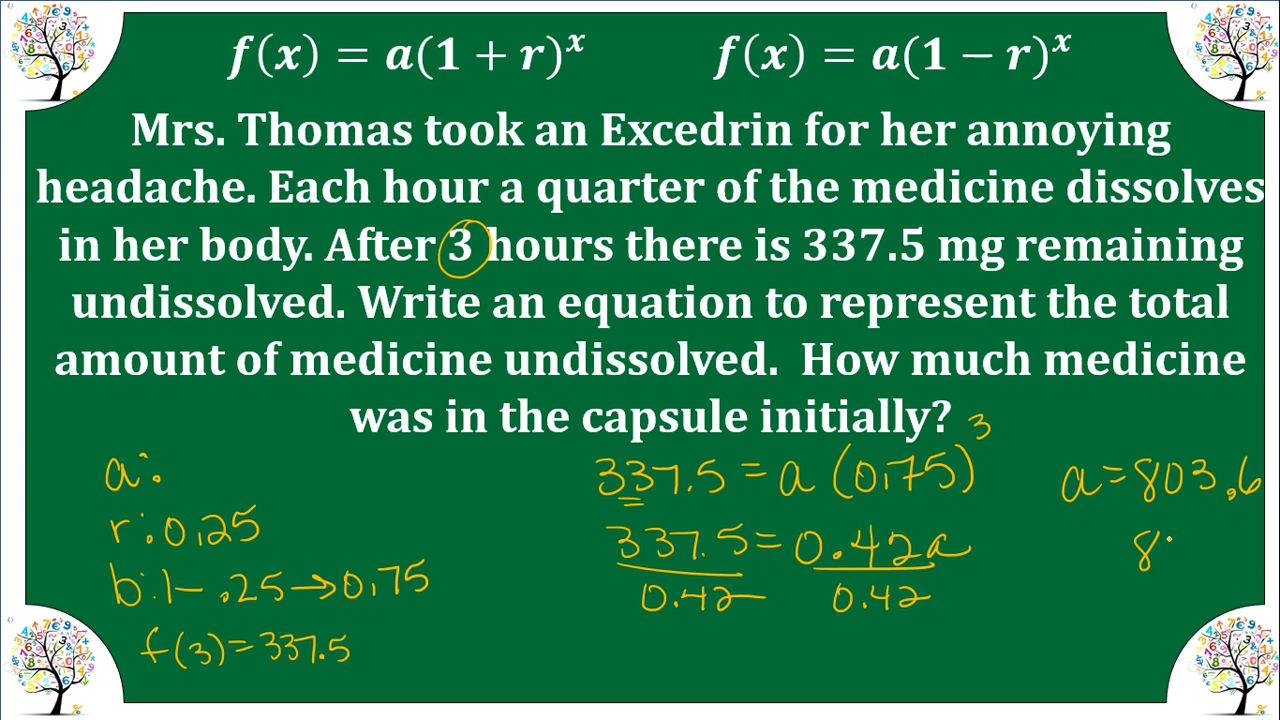 f(x) = a(1 + r)^x f(x) = a(1 − r)^x
Mrs. Thomas took an Excedrin for her annoying
headache. Each hour a quarter of the medicine dissolves
in her body. After 3 hours there is 337.5 mg remaining
undissolved. Write an equation to represent the total
amount of medicine undissolved. How much medicine
was in the capsule initially?
a:
r: 0.25
b: 1 - .25 → 0.75
f(3) = 337.5
337.5 = a (0.75)^3
337.5 = 0.42a
0.42 0.42
a = 803.6
8